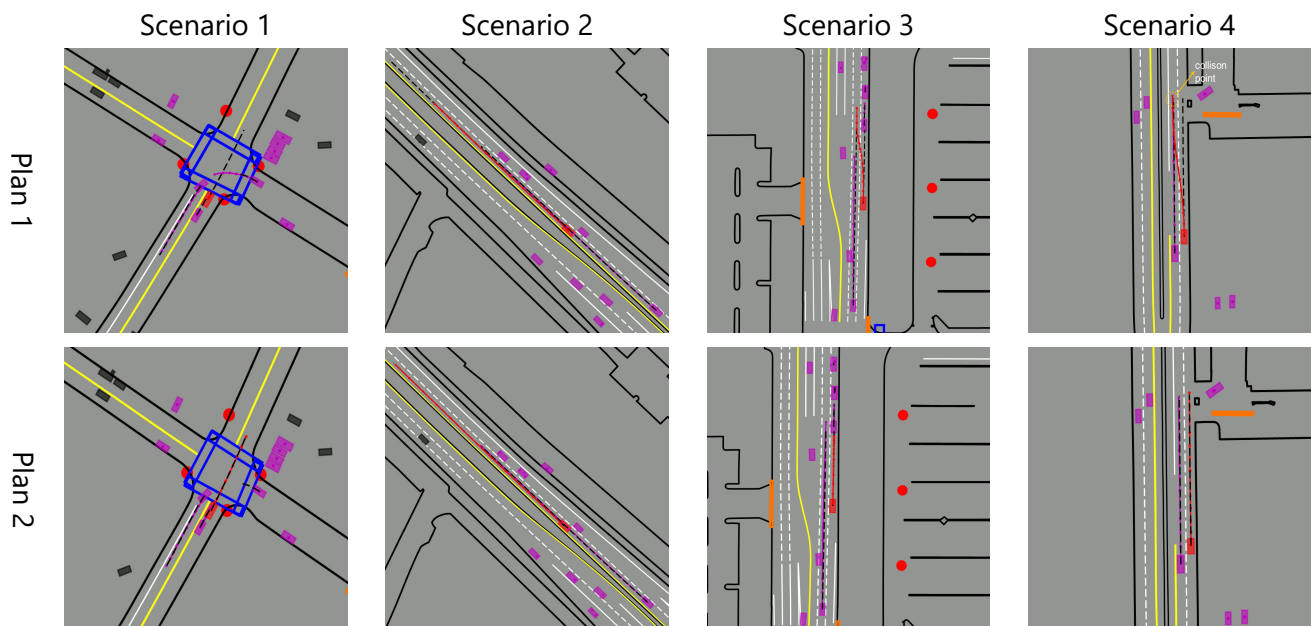 Scenario 1
Scenario 2
Scenario 3
Scenario 4
Plan 1
collison
point
Plan 2